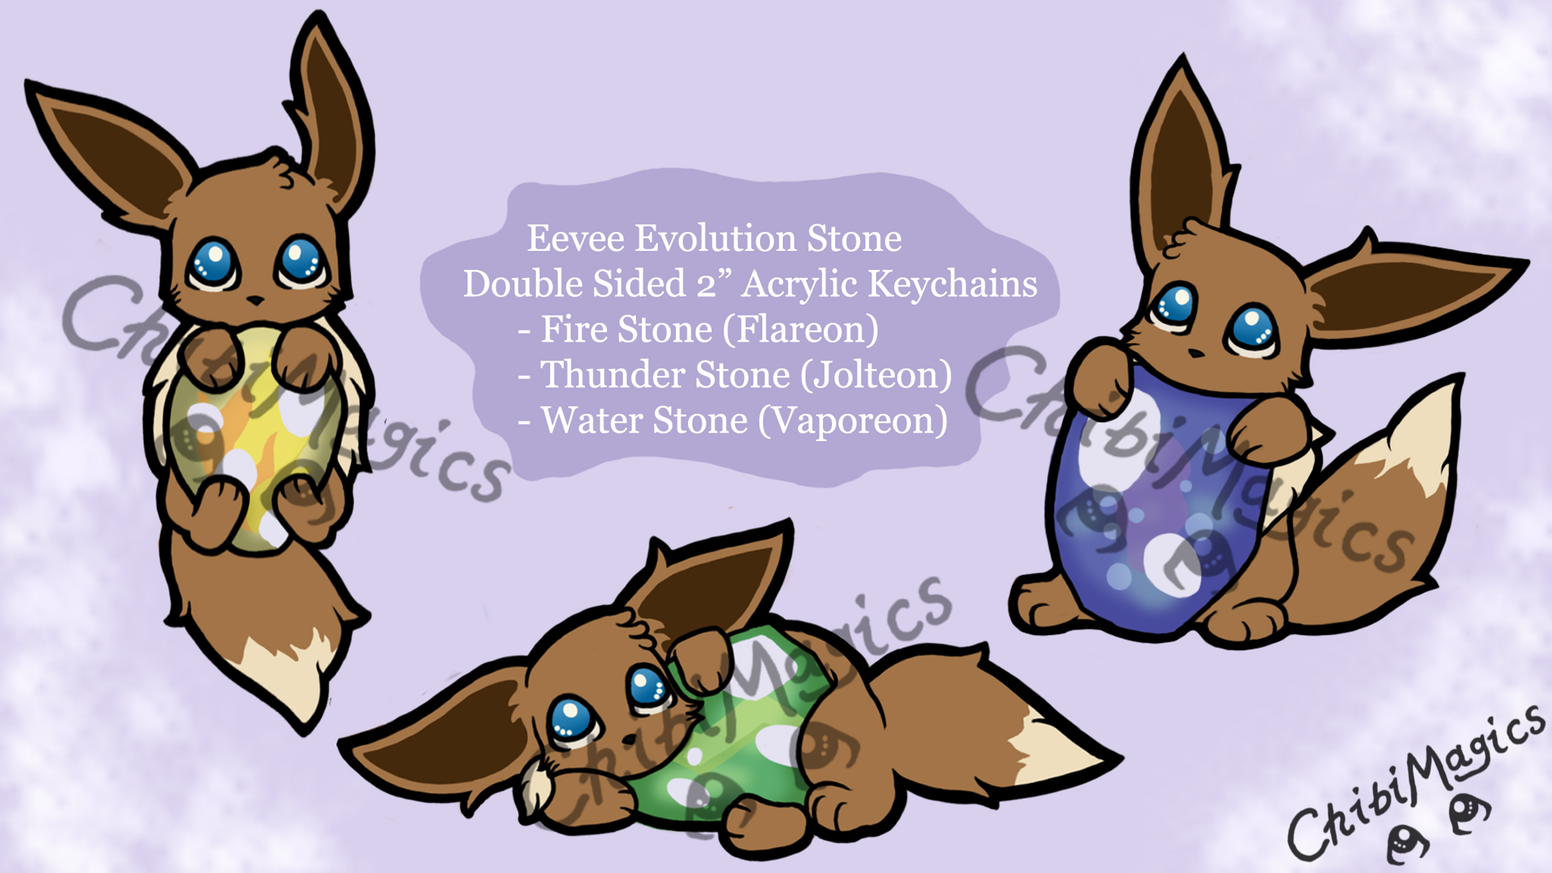 Eevee Evolution Stone
Double Sided 2” Acrylic Keychains
- Fire Stone (Flareon)
- Thunder Stone (Jolteon)
- Water Stone (Vaporeon)
ChibiMagics
ChibiMagics
ChibiMagics
ChibiMagics